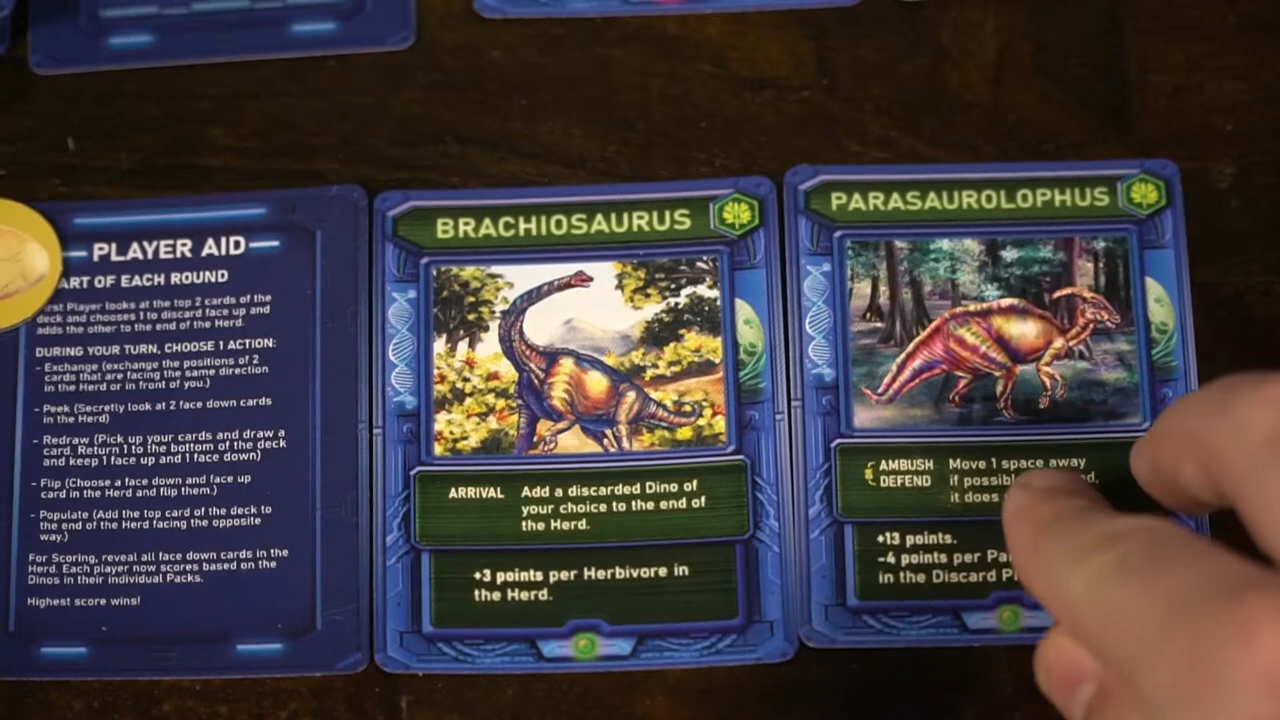 PLAYER AID
ART OF EACH ROUND
First Player looks at the top 2 cards of the
deck and chooses 1 to discard face up and
adds the other to the end of the Herd.
DURING YOUR TURN, CHOOSE 1 ACTION:
- Exchange (exchange the positions of 2
cards that are facing the same direction
in the Herd or in front of you.)
- Peek (Secretly look at 2 face down cards
in the Herd)
- Redraw (Pick up your cards and draw a
card. Return 1 to the bottom of the deck
and keep 1 face up and 1 face down)
- Flip (Choose a face down and face up
card in the Herd and flip them.)
- Populate (Add the top card of the deck to
the end of the Herd facing the opposite
way.)
For Scoring, reveal all face down cards in the
Herd. Each player now scores based on the
Dinos in their individual Packs.
Highest score wins!
BRACHIOSAURUS
ARRIVAL Add a discarded Dino of
your choice to the end of
the Herd.
+3 points per Herbivore in
the Herd.
PARASAUROLOPHUS
AMBUSH OR DEFEND
Move 1 space away
if possible
it does
+13 points.
-4 points per Pa
in the Discard Pi